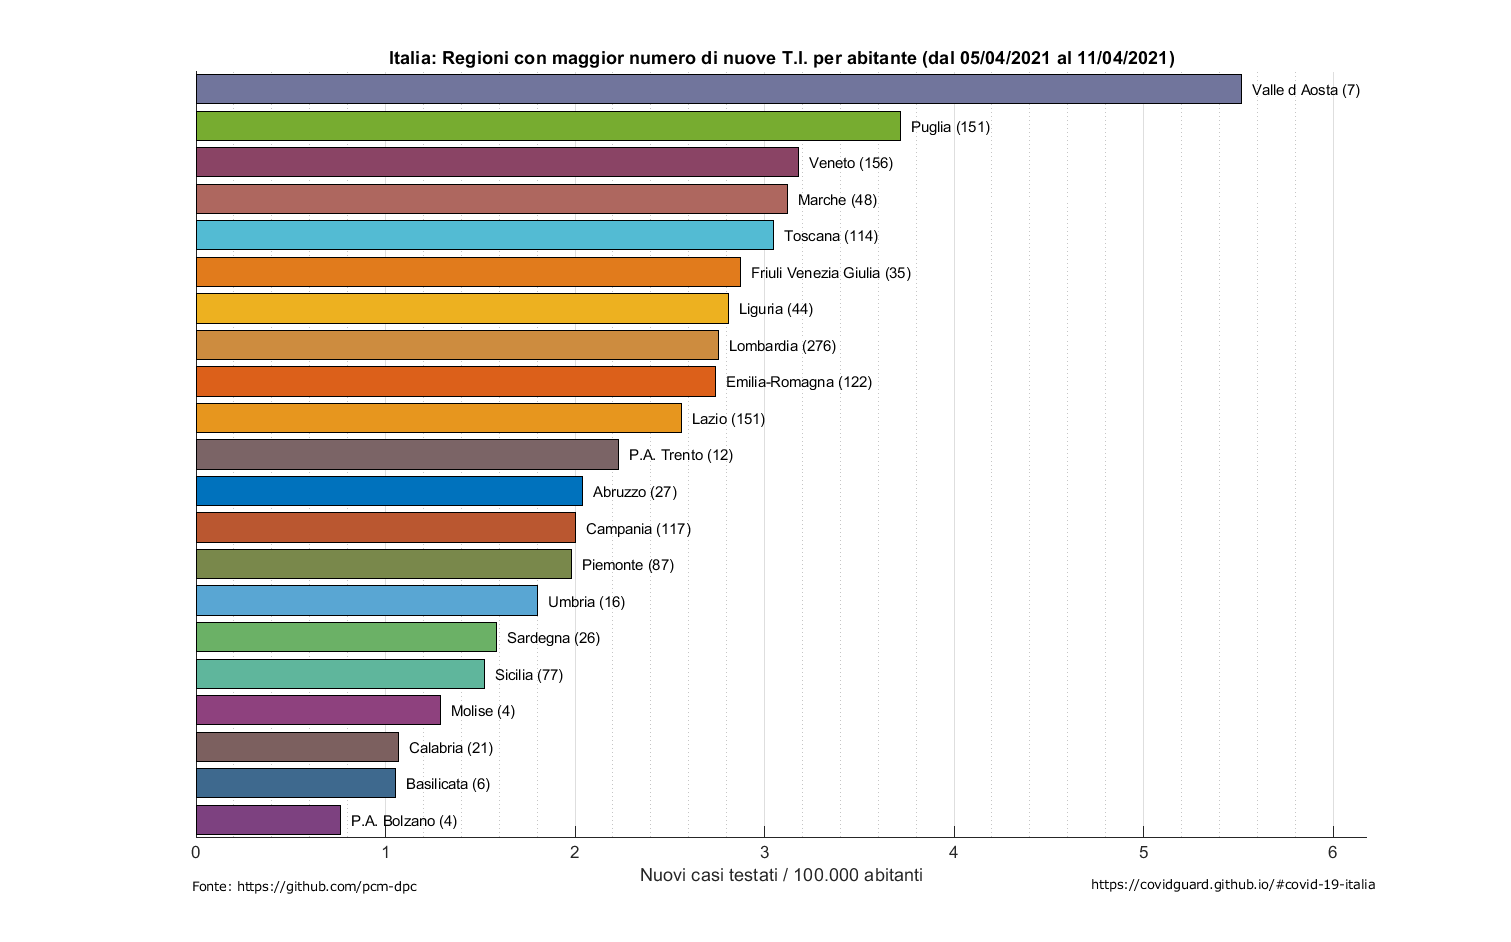 Italia: Regioni con maggior numero di nuove T.I. per abitante (dal 05/04/2021 al 11/04/2021)
Valle d Aosta (7)
Puglia (151)
Veneto (156)
Marche (48)
Toscana (114)
Friuli Venezia Giulia (35)
Liguria (44)
Lombardia (276)
Emilia-Romagna (122)
Lazio (151)
P.A. Trento (12)
Abruzzo (27)
Campania (117)
Piemonte (87)
Umbria (16)
Sardegna (26)
Sicilia (77)
Molise (4)
Calabria (21)
Basilicata (6)
P.A. Bolzano (4)
0 1 2 3 4 5 6
Nuovi casi testati / 100.000 abitanti
Fonte: https://github.com/pcm-dpc
https://covidguard.github.io/#covid-19-italia